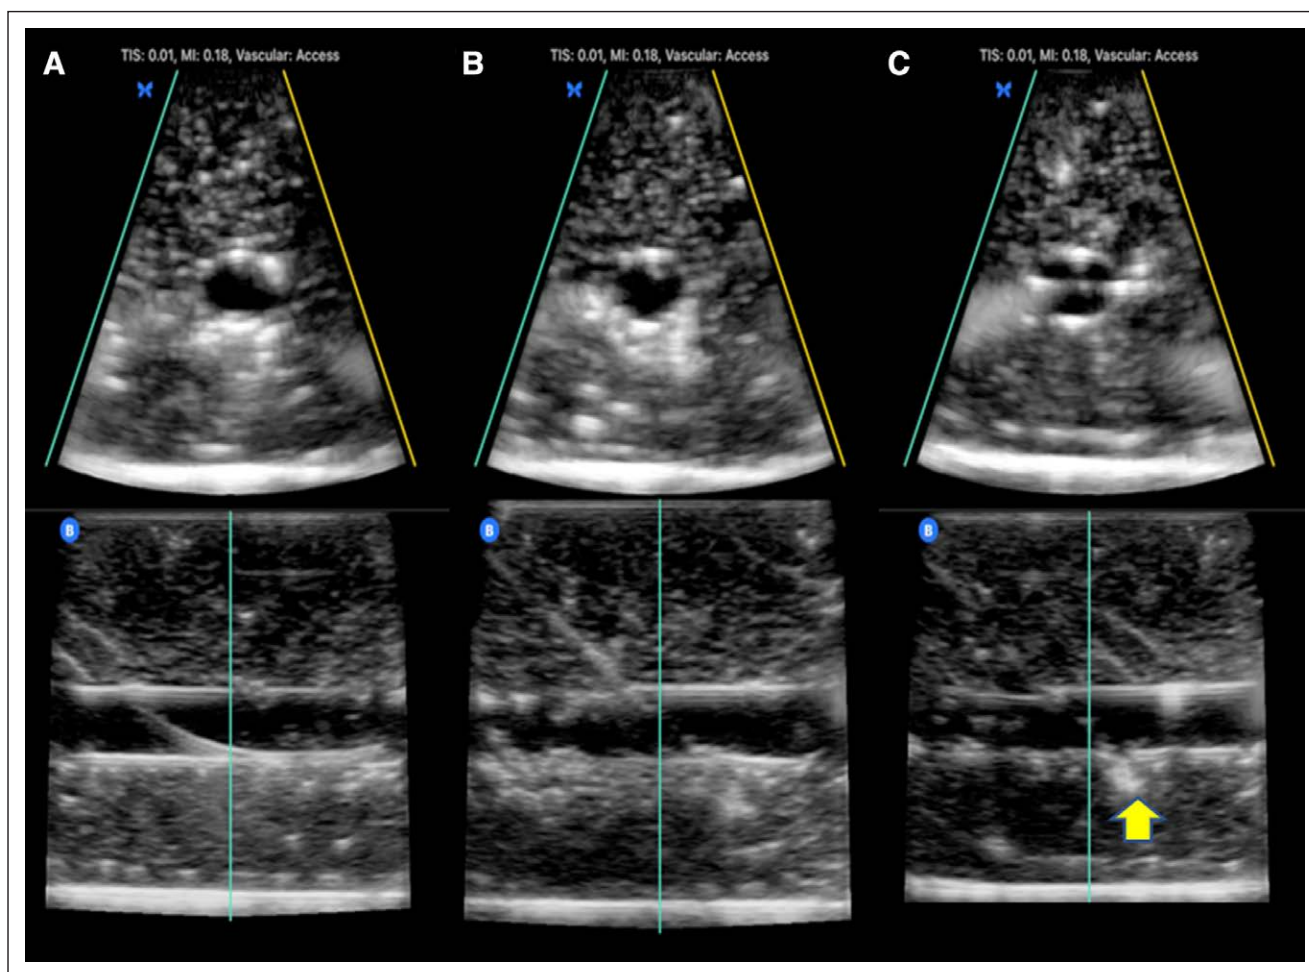 A
TIS: 0.01, MI: 0.18, Vascular: Access
B
TIS: 0.01, MI: 0.18, Vascular: Access
C
TIS: 0.01, MI: 0.18, Vascular: Access
B
B
B